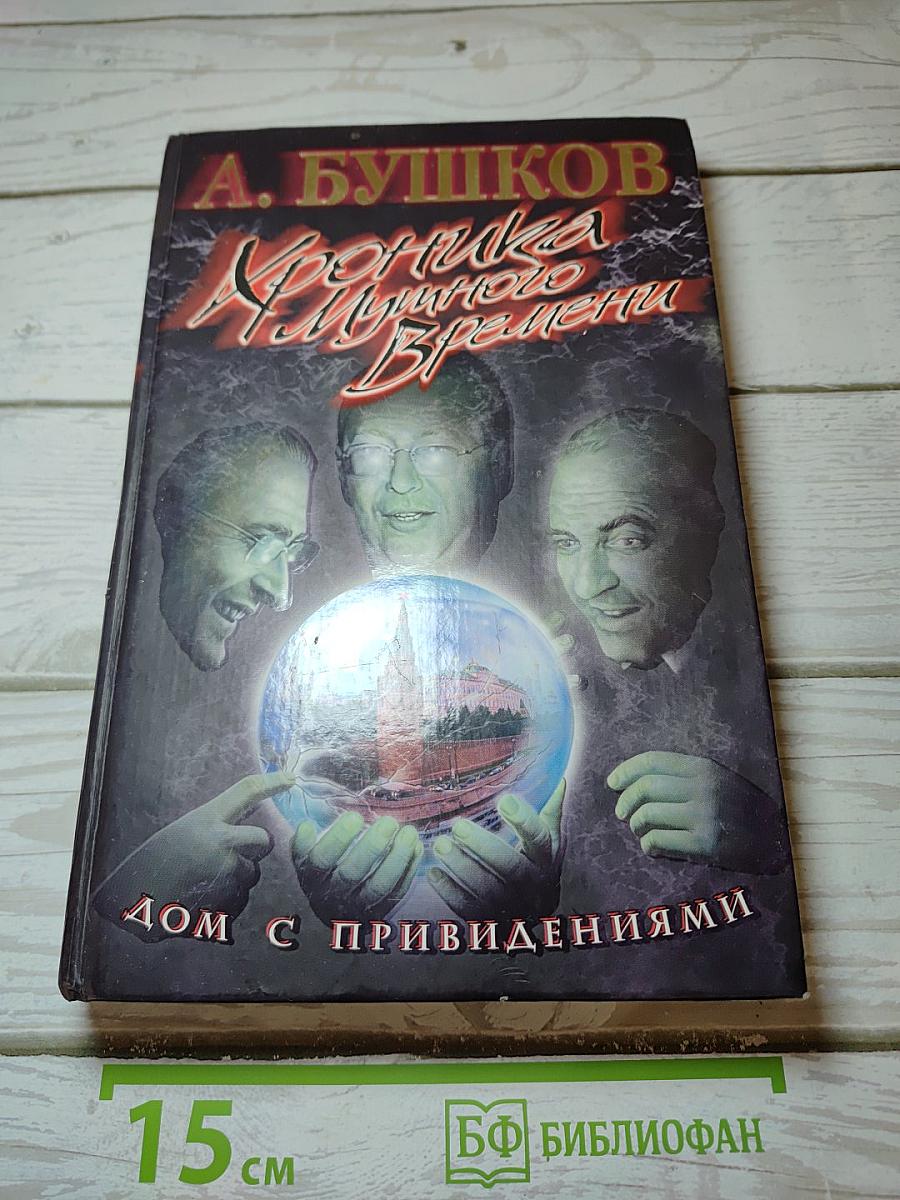 А. БУШКОВ
Хроника
Мутного
Времени
ДОМ С ПРИВИДЕНИЯМИ
15 см
БФ БИБЛИОФАН